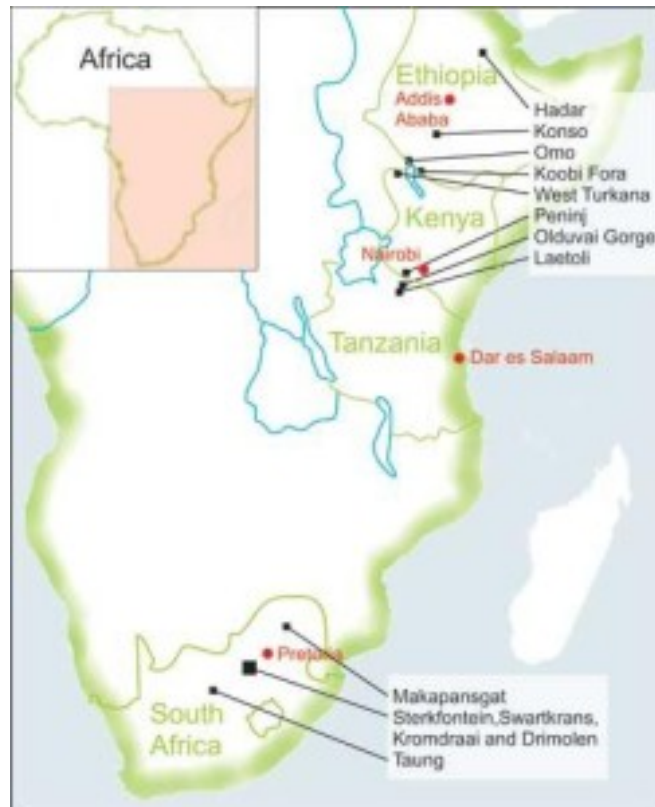 Africa
Ethiopia
Addis
Ababa
Hadar
Konso
Omo
Koobi Fora
West Turkana
Kenya
Peninj
Nairobi
Olduvai Gorge
Laetoli
Tanzania
Dar es Salaam
Pretoria
Makapansgat
South
Africa
Sterkfontein,Swartkrans,
Kromdraai and Drimolen
Taung